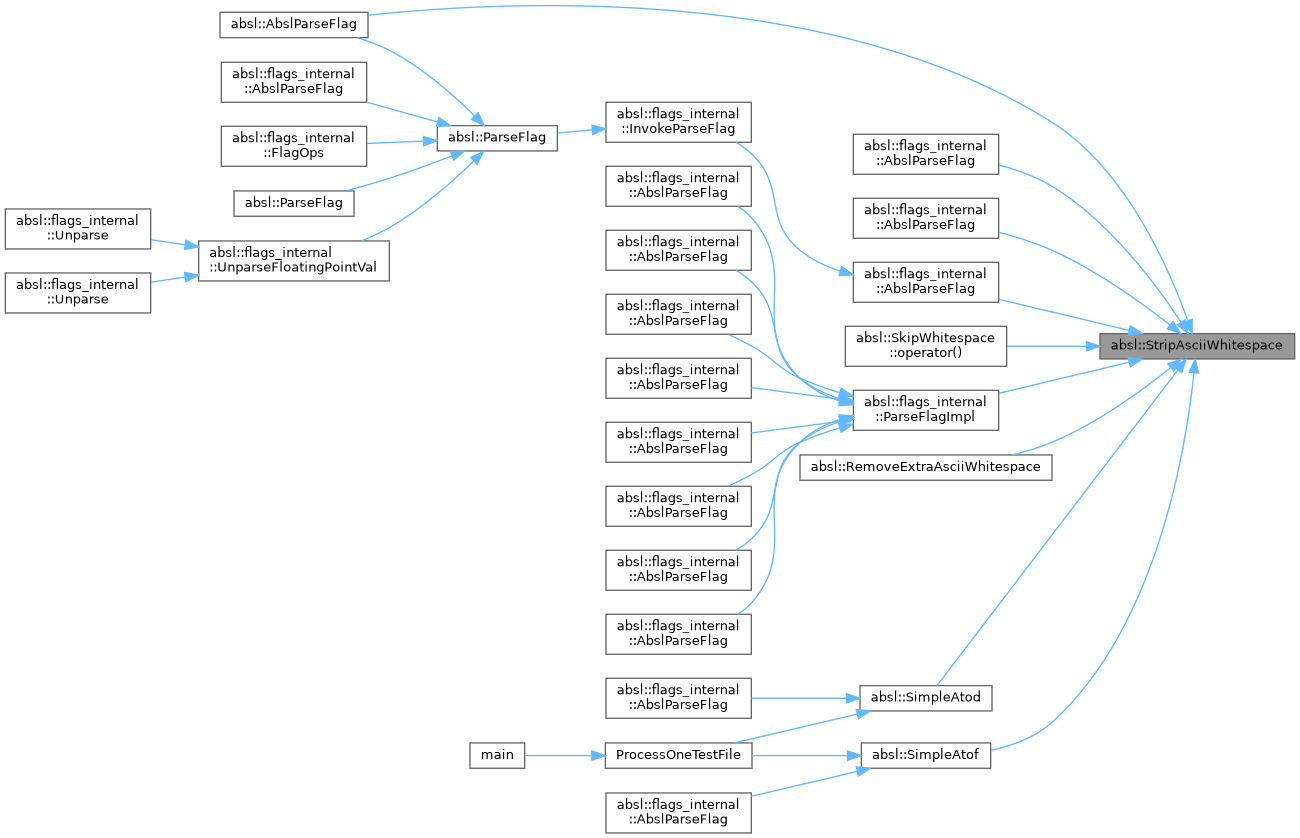 absl::AbslParseFlag
absl::flags_internal
::AbslParseFlag
absl::flags_internal
::FlagOps
absl::ParseFlag
absl::flags_internal
::UnparseFloatingPointVal
absl::flags_internal
::Unparse
absl::flags_internal
::Unparse
absl::ParseFlag
absl::flags_internal
::InvokeParseFlag
absl::flags_internal
::AbslParseFlag
absl::flags_internal
::AbslParseFlag
absl::flags_internal
::AbslParseFlag
absl::flags_internal
::AbslParseFlag
absl::flags_internal
::AbslParseFlag
absl::flags_internal
::AbslParseFlag
absl::flags_internal
::AbslParseFlag
absl::flags_internal
::AbslParseFlag
absl::flags_internal
::AbslParseFlag
main
ProcessOneTestFile
absl::flags_internal
::AbslParseFlag
absl::flags_internal
::AbslParseFlag
absl::flags_internal
::AbslParseFlag
absl::flags_internal
::AbslParseFlag
absl::SkipWhitespace
::operator()
absl::flags_internal
::ParseFlagImpl
absl::RemoveExtraAsciiWhitespace
absl::SimpleAtod
absl::SimpleAtof
absl::StripAsciiWhitespace